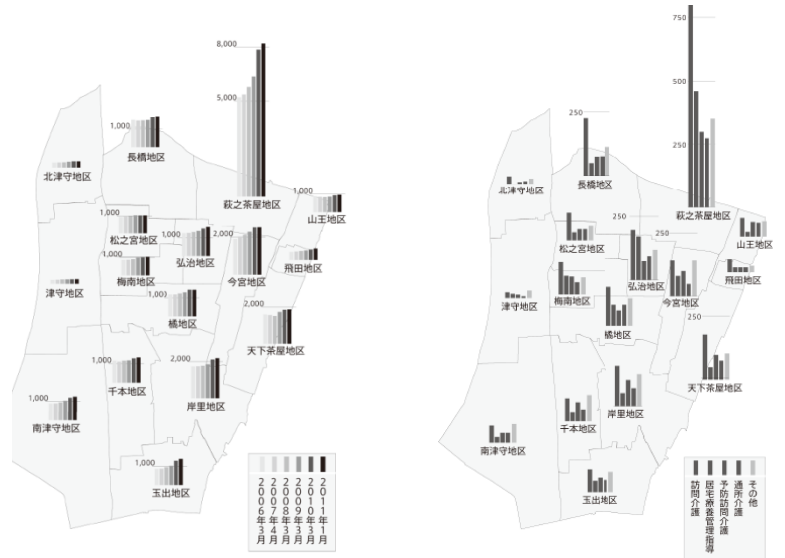 8,000
5,000
1,000
長橋地区
北津守地区
萩之茶屋地区
1,000
山王地区
1,000
松之宮地区
1,000
弘治地区
2,000
今宮地区
飛田地区
1,000
梅南地区
津守地区
1,000
橘地区
2,000
天下茶屋地区
1,000
千本地区
2,000
岸里地区
1,000
南津守地区
1,000
玉出地区
2006年3月
2007年4月
2008年3月
2009年3月
2010年3月
2011年1月
750
500
250
萩之茶屋地区
250
長橋地区
北津守地区
山王地区
松之宮地区
250
弘治地区
250
今宮地区
飛田地区
梅南地区
津守地区
橘地区
250
天下茶屋地区
千本地区
岸里地区
南津守地区
玉出地区
訪問介護
居宅療養管理指導
予防訪問介護
通所介護
その他